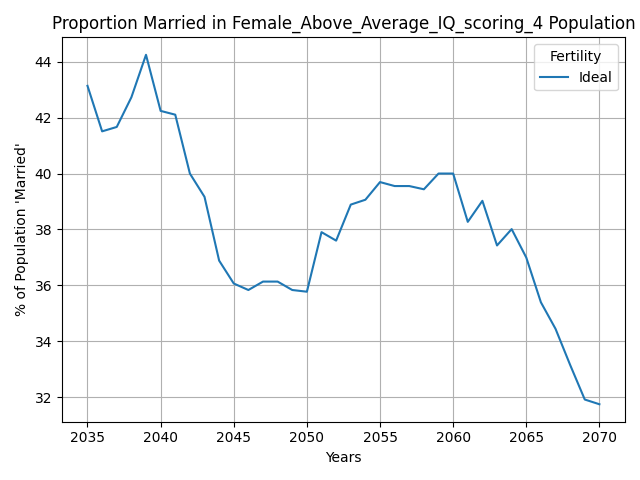 Proportion Married in Female_Above_Average_IQ_scoring_4 Population
Fertility
Ideal
% of Population 'Married'
44
42
40
38
36
34
32
2035 2040 2045 2050 2055 2060 2065 2070
Years